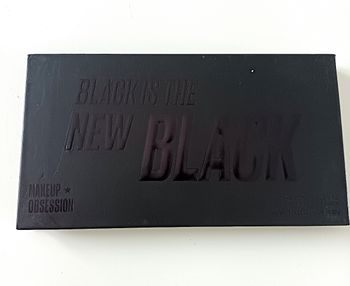 BLACK IS THE
NEW BLACK
MAKEUP ★
OBSESSION